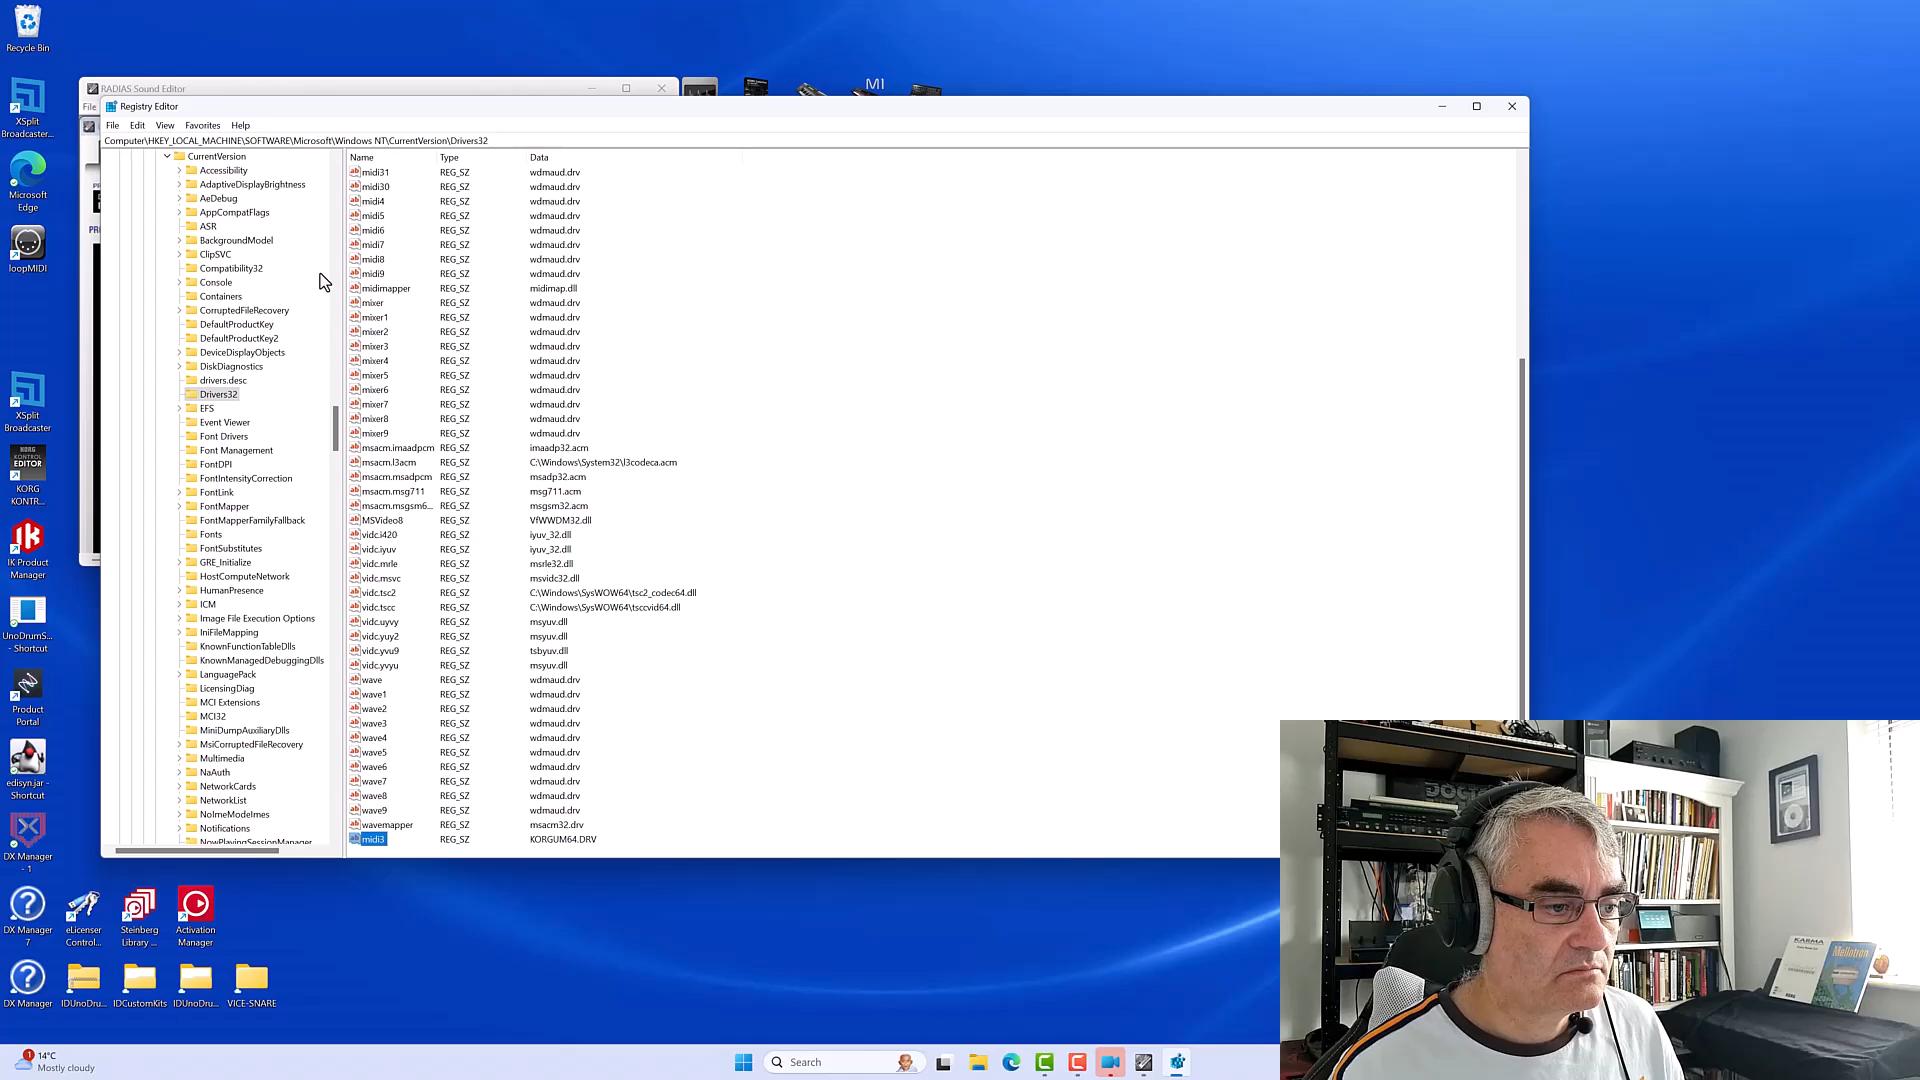 Recycle Bin
XSplit
Broadcaster...
Microsoft
Edge
loopMIDI
XSplit
Broadcaster
KORG
KONTROL
EDITOR
KORG
KONTR...
IK Product
Manager
UnoDrumS...
- Shortcut
Product
Portal
edisyn.jar -
Shortcut
DX Manager
- 1
DX Manager
7
eLicenser
Control...
Steinberg
Library ...
Activation
Manager
DX Manager
IDUnoDru...
IDCustomKits
IDUnoDru...
VICE-SNARE
M1
RADIAS Sound Editor
File
Registry Editor
File Edit View Favorites Help
Computer\HKEY_LOCAL_MACHINE\SOFTWARE\Microsoft\Windows NT\CurrentVersion\Drivers32
CurrentVersion
Accessibility
AdaptiveDisplayBrightness
AeDebug
AppCompatFlags
ASR
BackgroundModel
ClipSVC
Compatibility32
Console
Containers
CorruptedFileRecovery
DefaultProductKey
DefaultProductKey2
DeviceDisplayObjects
DiskDiagnostics
drivers.desc
Drivers32
EFS
Event Viewer
Font Drivers
Font Management
FontDPI
FontIntensityCorrection
FontLink
FontMapper
FontMapperFamilyFallback
Fonts
FontSubstitutes
GRE_Initialize
HostComputeNetwork
HumanPresence
ICM
Image File Execution Options
IniFileMapping
KnownFunctionTableDlls
KnownManagedDebuggingDlls
LanguagePack
LicensingDiag
MCI Extensions
MCI32
MiniDumpAuxiliaryDlls
MsiCorruptedFileRecovery
Multimedia
NaAuth
NetworkCards
NetworkList
NoImeModeImes
Notifications
NowPlayingSessionManager
Name Type Data
midi31 REG_SZ wdmaud.drv
midi30 REG_SZ wdmaud.drv
midi4 REG_SZ wdmaud.drv
midi5 REG_SZ wdmaud.drv
midi6 REG_SZ wdmaud.drv
midi7 REG_SZ wdmaud.drv
midi8 REG_SZ wdmaud.drv
midi9 REG_SZ wdmaud.drv
midimapper REG_SZ midimap.dll
mixer REG_SZ wdmaud.drv
mixer1 REG_SZ wdmaud.drv
mixer2 REG_SZ wdmaud.drv
mixer3 REG_SZ wdmaud.drv
mixer4 REG_SZ wdmaud.drv
mixer5 REG_SZ wdmaud.drv
mixer6 REG_SZ wdmaud.drv
mixer7 REG_SZ wdmaud.drv
mixer8 REG_SZ wdmaud.drv
mixer9 REG_SZ wdmaud.drv
msacm.imaadpcm REG_SZ imaadp32.acm
msacm.l3acm REG_SZ C:\Windows\System32\l3codeca.acm
msacm.msadpcm REG_SZ msadp32.acm
msacm.msg711 REG_SZ msg711.acm
msacm.msgsm6... REG_SZ msgsm32.acm
MSVideo8 REG_SZ VfWWDM32.dll
vidc.i420 REG_SZ iyuv_32.dll
vidc.iyuv REG_SZ iyuv_32.dll
vidc.mrle REG_SZ msrle32.dll
vidc.msvc REG_SZ msvidc32.dll
vidc.tsc2 REG_SZ C:\Windows\SysWOW64\tsc2_codec64.dll
vidc.tscc REG_SZ C:\Windows\SysWOW64\tsccvid64.dll
vidc.uyvy REG_SZ msyuv.dll
vidc.yuy2 REG_SZ msyuv.dll
vidc.yvu9 REG_SZ tsbyuv.dll
vidc.yvyu REG_SZ msyuv.dll
wave REG_SZ wdmaud.drv
wave1 REG_SZ wdmaud.drv
wave2 REG_SZ wdmaud.drv
wave3 REG_SZ wdmaud.drv
wave4 REG_SZ wdmaud.drv
wave5 REG_SZ wdmaud.drv
wave6 REG_SZ wdmaud.drv
wave7 REG_SZ wdmaud.drv
wave8 REG_SZ wdmaud.drv
wave9 REG_SZ wdmaud.drv
wavemapper REG_SZ msacm32.drv
midi3 REG_SZ KORGUM64.DRV
KARMA
Mellotron
1
14°C
Mostly cloudy
Search